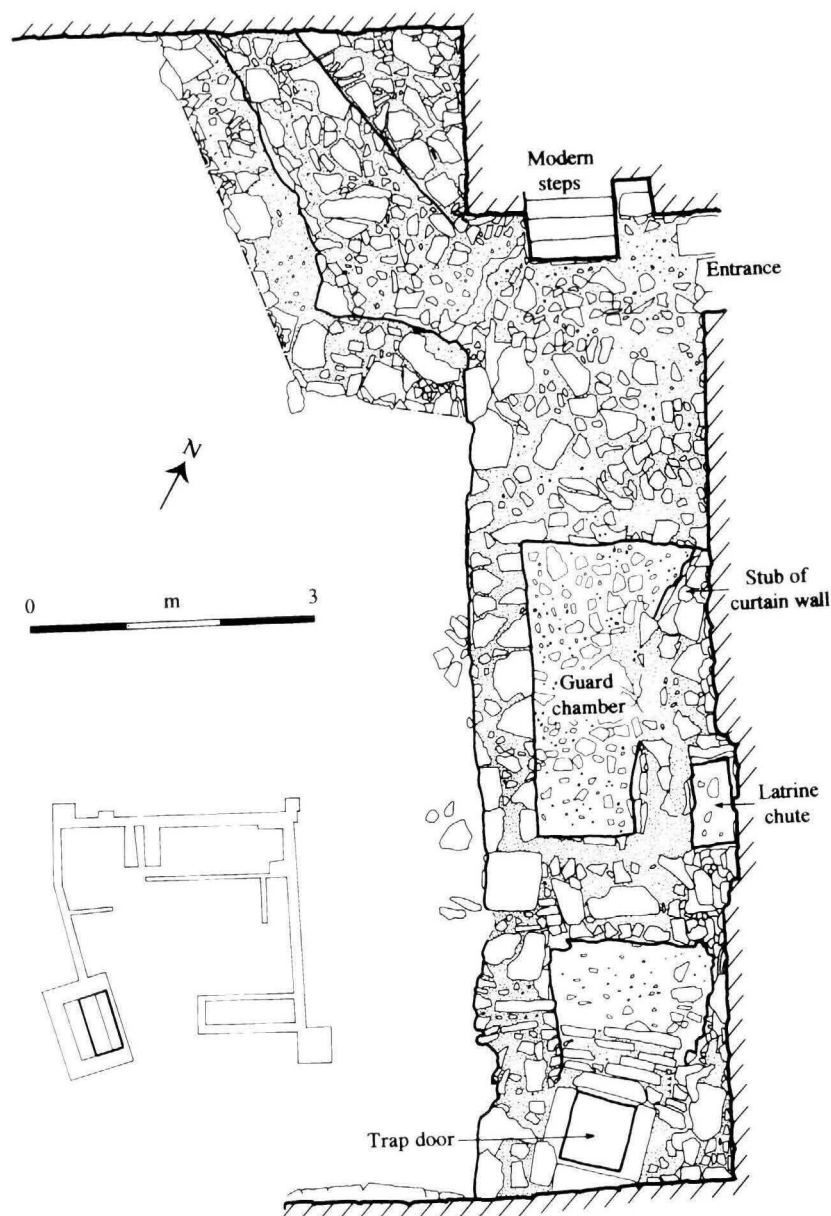 Modern
steps
Entrance
N
0 m 3
Stub of
curtain wall
Guard
chamber
Latrine
chute
Trap door